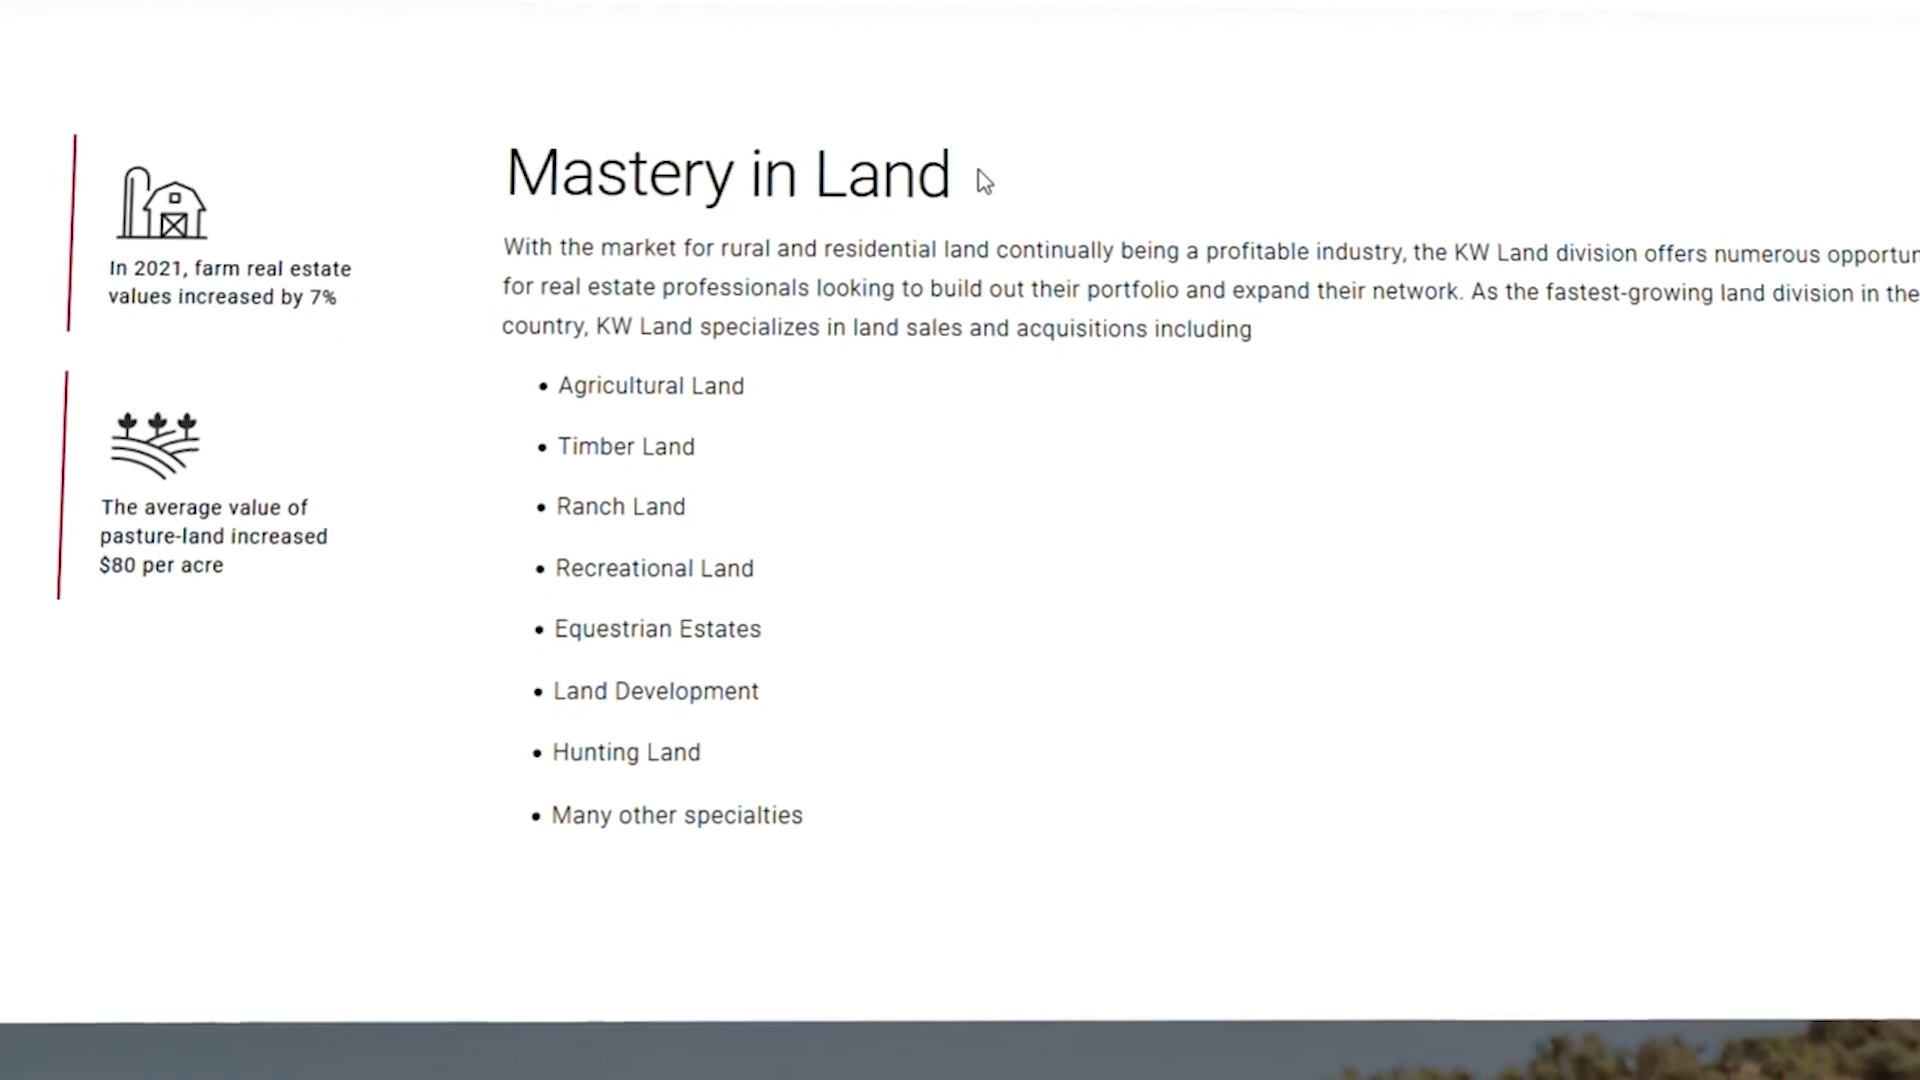 In 2021, farm real estate
values increased by 7%
The average value of
pasture-land increased
$80 per acre
Mastery in Land
With the market for rural and residential land continually being a profitable industry, the KW Land division offers numerous
for real estate professionals looking to build out their portfolio and expand their network. As the fastest-growing land division in the
country, KW Land specializes in land sales and acquisitions including
• Agricultural Land
• Timber Land
• Ranch Land
• Recreational Land
• Equestrian Estates
• Land Development
• Hunting Land
• Many other specialties